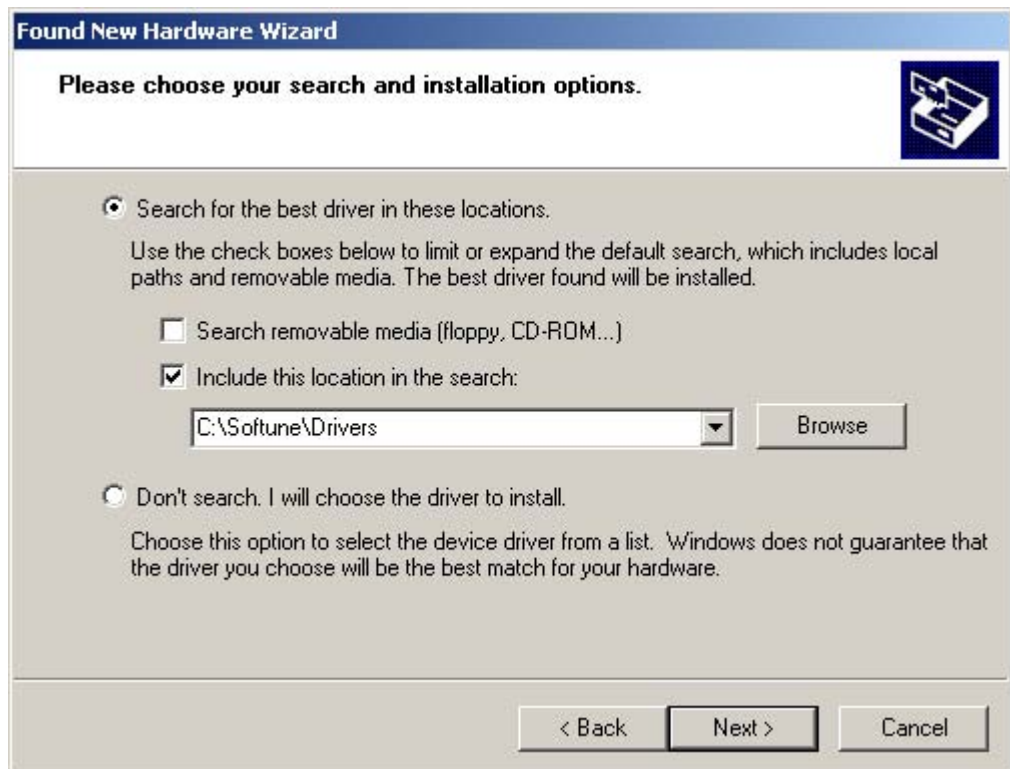 Found New Hardware Wizard
Please choose your search and installation options.
Search for the best driver in these locations.
Use the check boxes below to limit or expand the default search, which includes local
paths and removable media. The best driver found will be installed.
Search removable media (floppy, CD-ROM...)
Include this location in the search:
C:\Softune\Drivers
Browse
Don't search. I will choose the driver to install.
Choose this option to select the device driver from a list. Windows does not guarantee that
the driver you choose will be the best match for your hardware.
< Back Next > Cancel